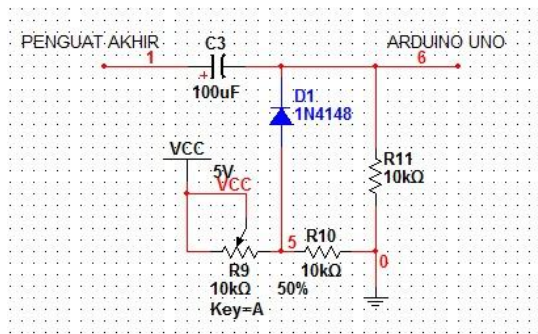 PENGUAT AKHIR
C3
ARDUINO UNO
1
6
+
100uF
D1
1N4148
VCC
5V
VCC
R11
10kΩ
5
R10
0
R9
10kΩ
10kΩ
50%
Key=A